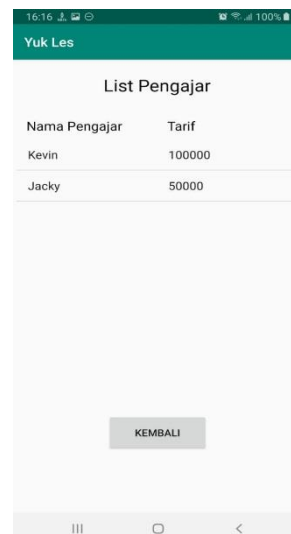 16:16 100%
Yuk Les
List Pengajar
Nama Pengajar Tarif
Kevin 100000
Jacky 50000
KEMBALI